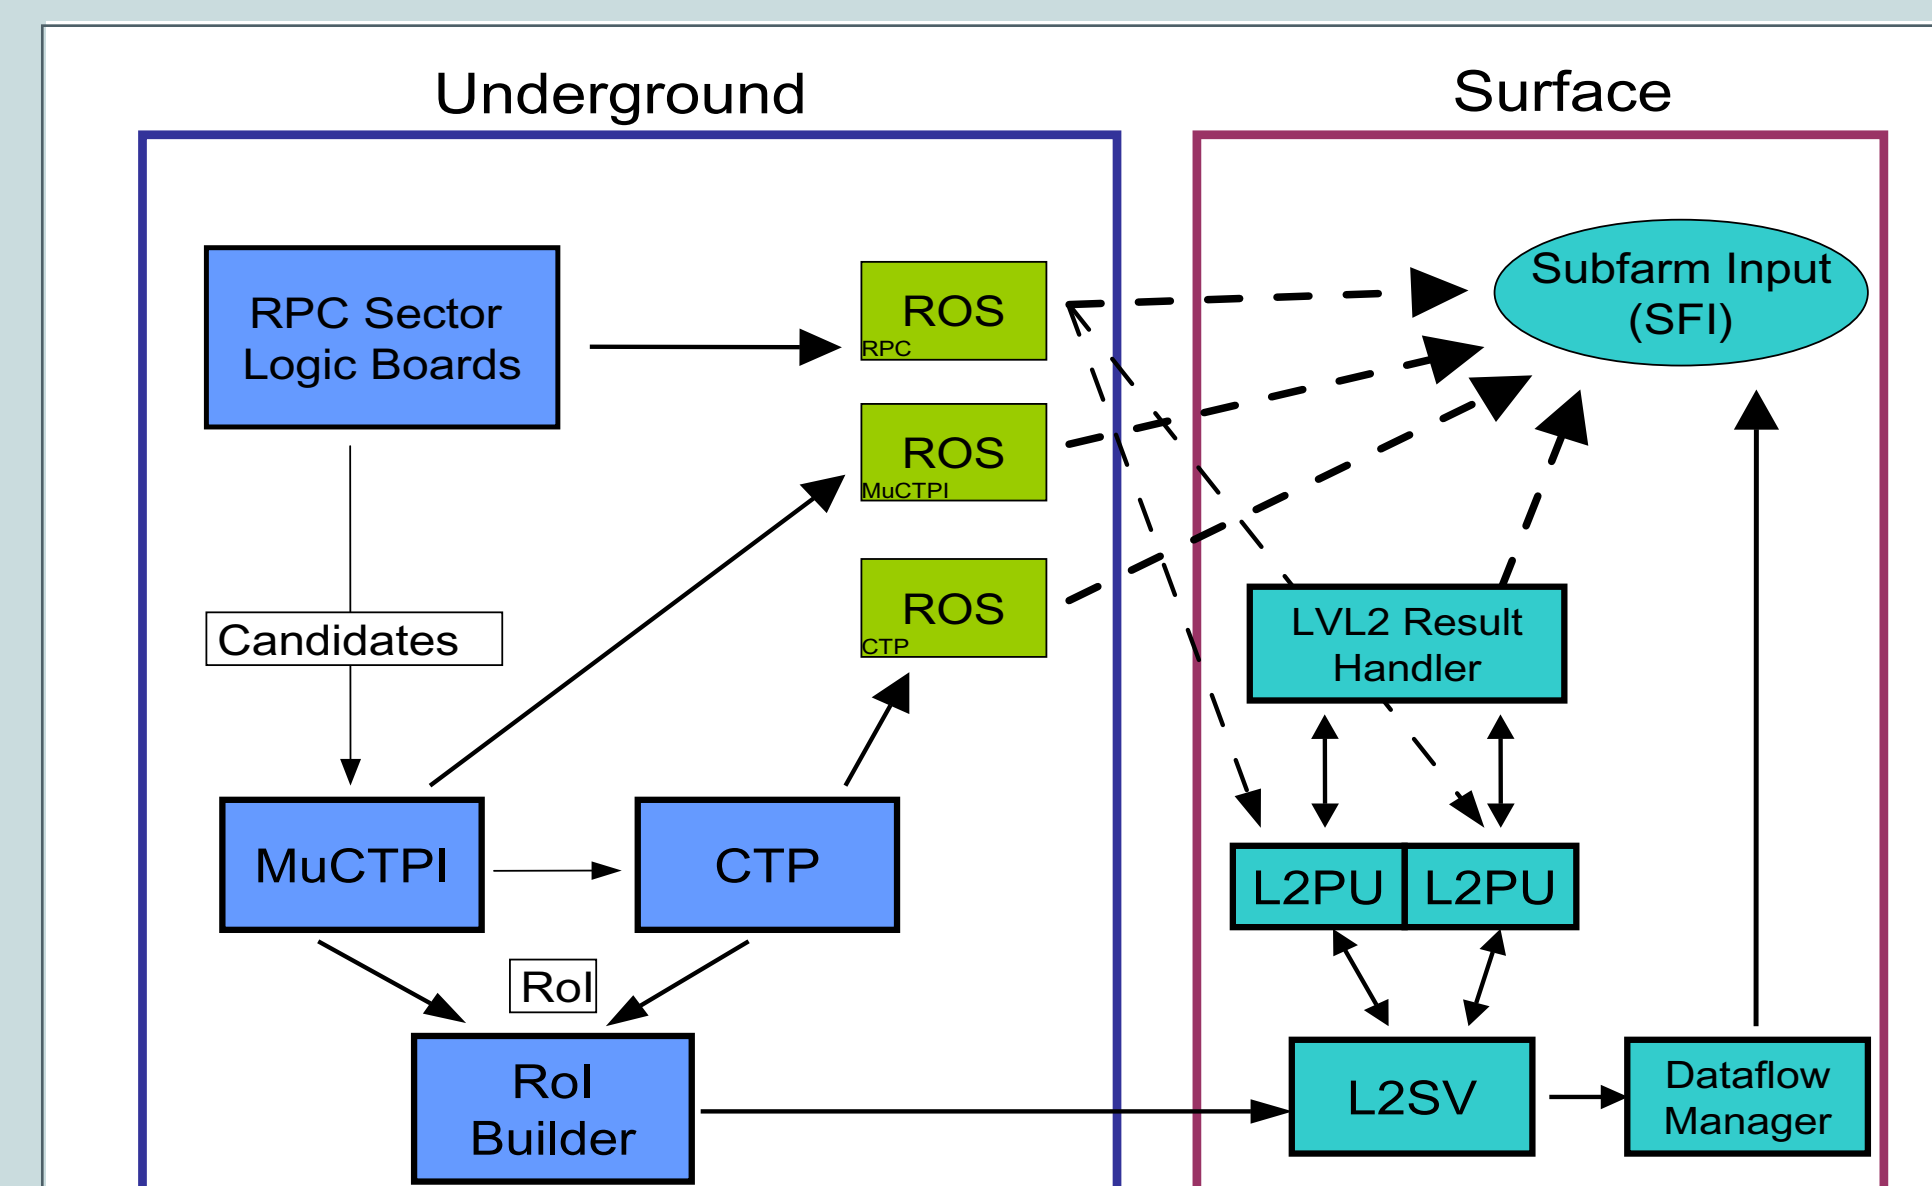 Underground
Surface
RPC Sector
Logic Boards
ROS
RPC
ROS
MuCTPI
ROS
CTP
Subfarm Input
(SFI)
Candidates
LVL2 Result
Handler
MuCTPI
CTP
L2PU
L2PU
RoI
RoI
Builder
L2SV
Dataflow
Manager